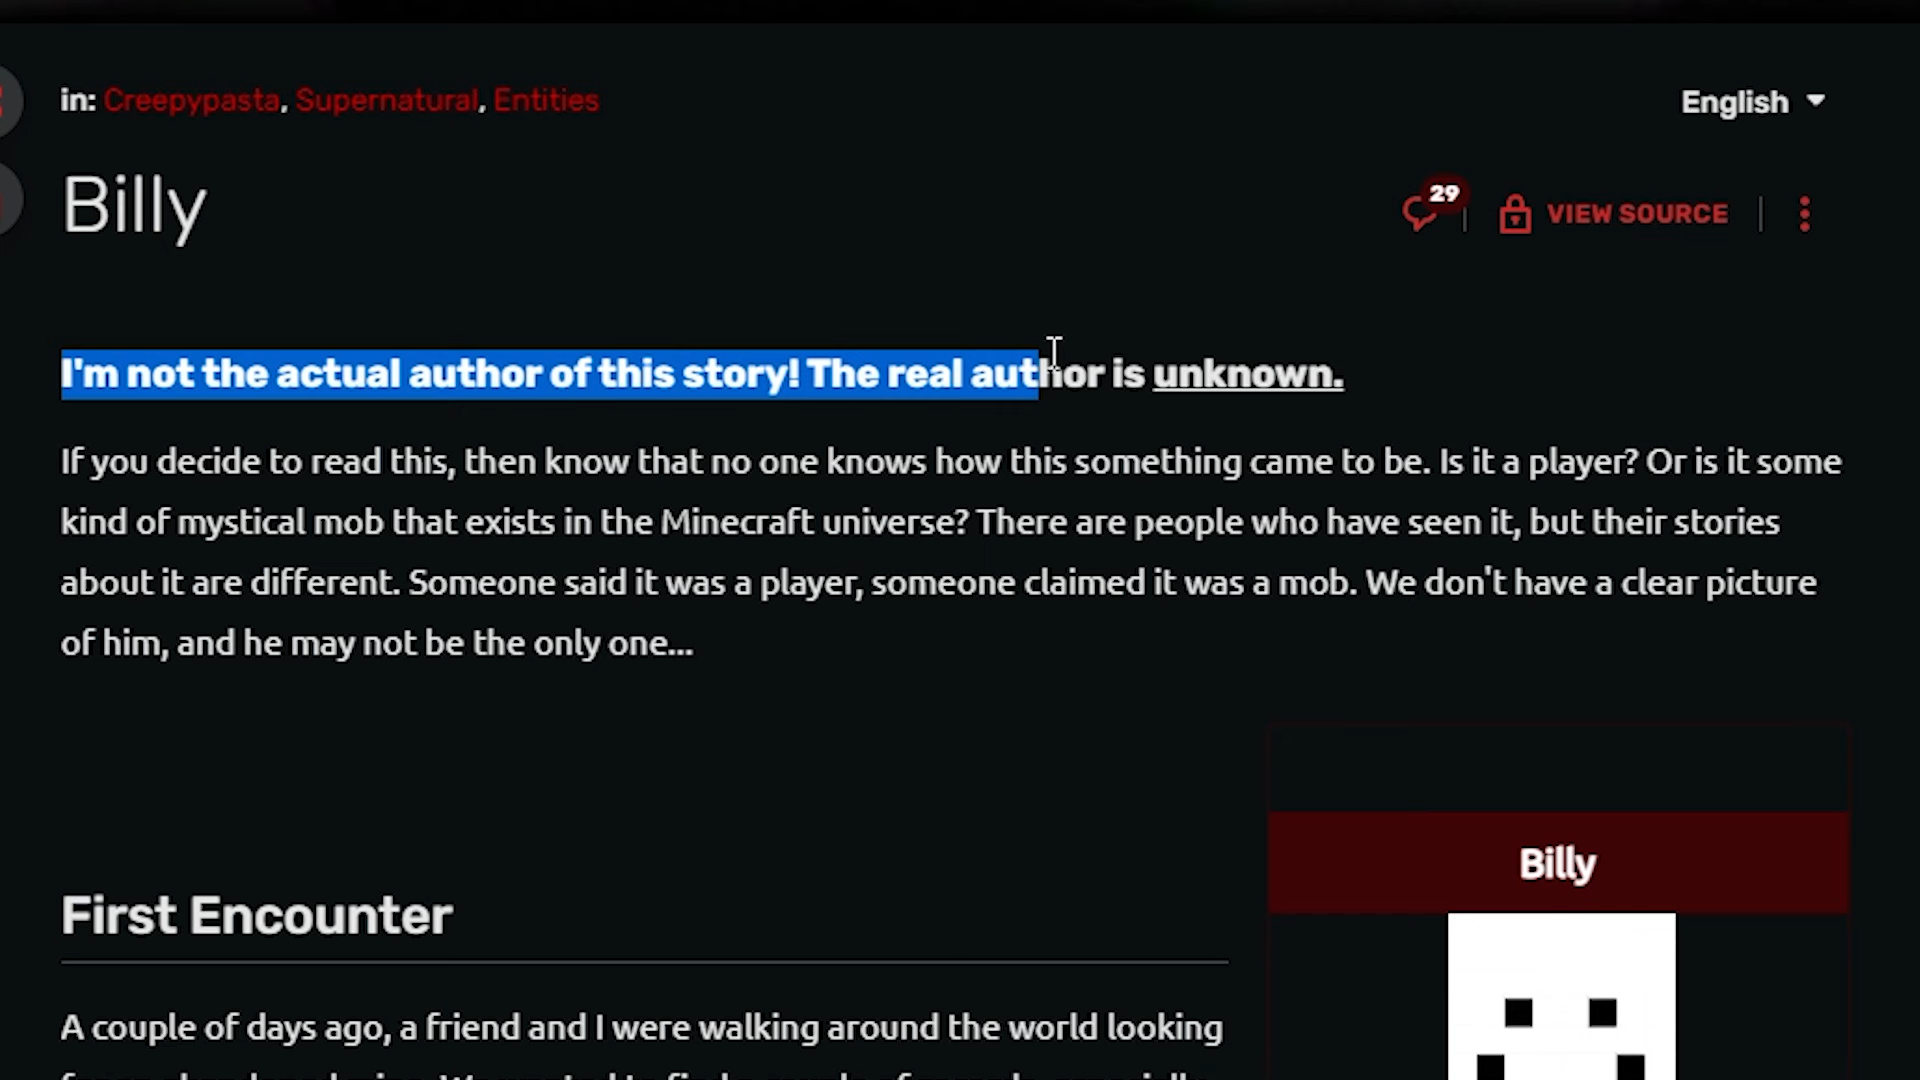 in: Creepypasta, Supernatural, Entities
English
Billy
29
VIEW SOURCE
I'm not the actual author of this story! The real author is unknown.
If you decide to read this, then know that no one knows how this something came to be. Is it a player? Or is it some
kind of mystical mob that exists in the Minecraft universe? There are people who have seen it, but their stories
about it are different. Someone said it was a player, someone claimed it was a mob. We don't have a clear picture
of him, and he may not be the only one...
Billy
First Encounter
A couple of days ago, a friend and I were walking around the world looking